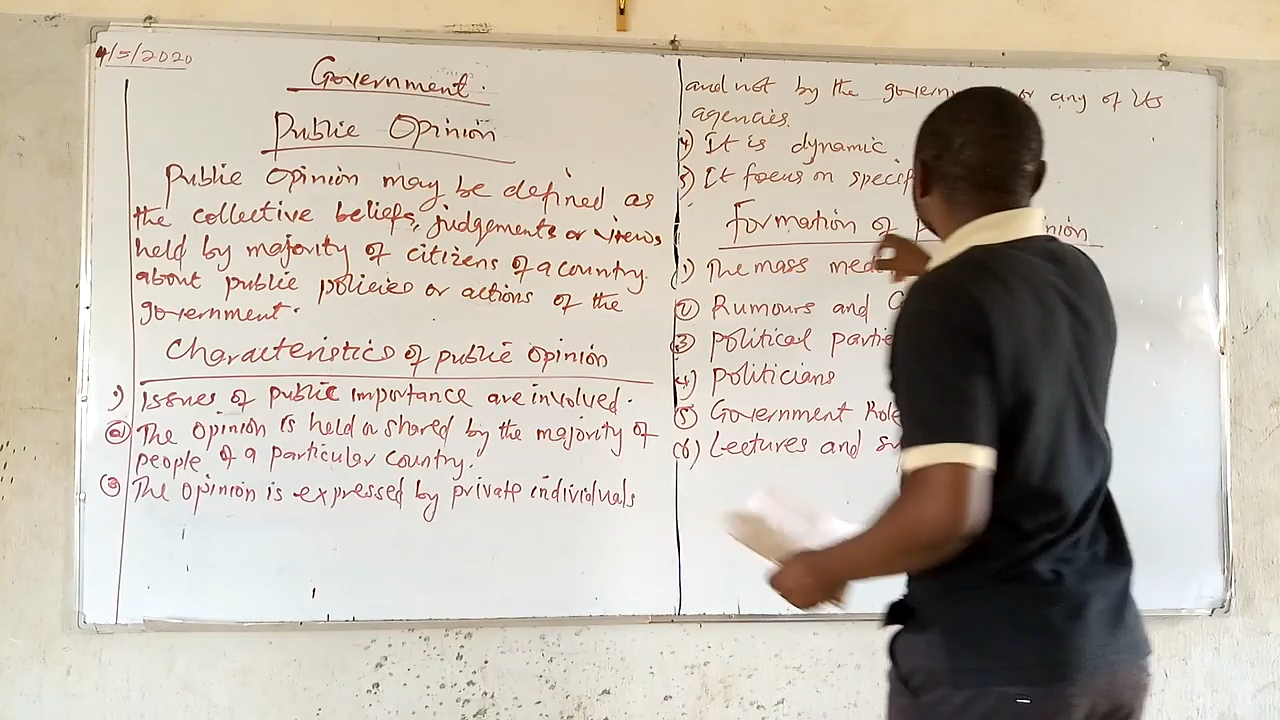 4/5/2020
Government.
Public Opinion
Public Opinion may be defined as
the collective beliefs, judgements or views
held by majority of citizens of a country.
about public policies or actions of the
government.
Characteristics of public opinion
1) Issues of public importance are involved.
2) The opinion is held or shared by the majority of
people of a particular country.
3) The opinion is expressed by private individuals
and not by the or any of its
agencies.
4) It is dynamic
5) It focus on
Formation of
1) The mass
2) Rumours and
3) political
4) politicians
5) Government
(6) Lectures and